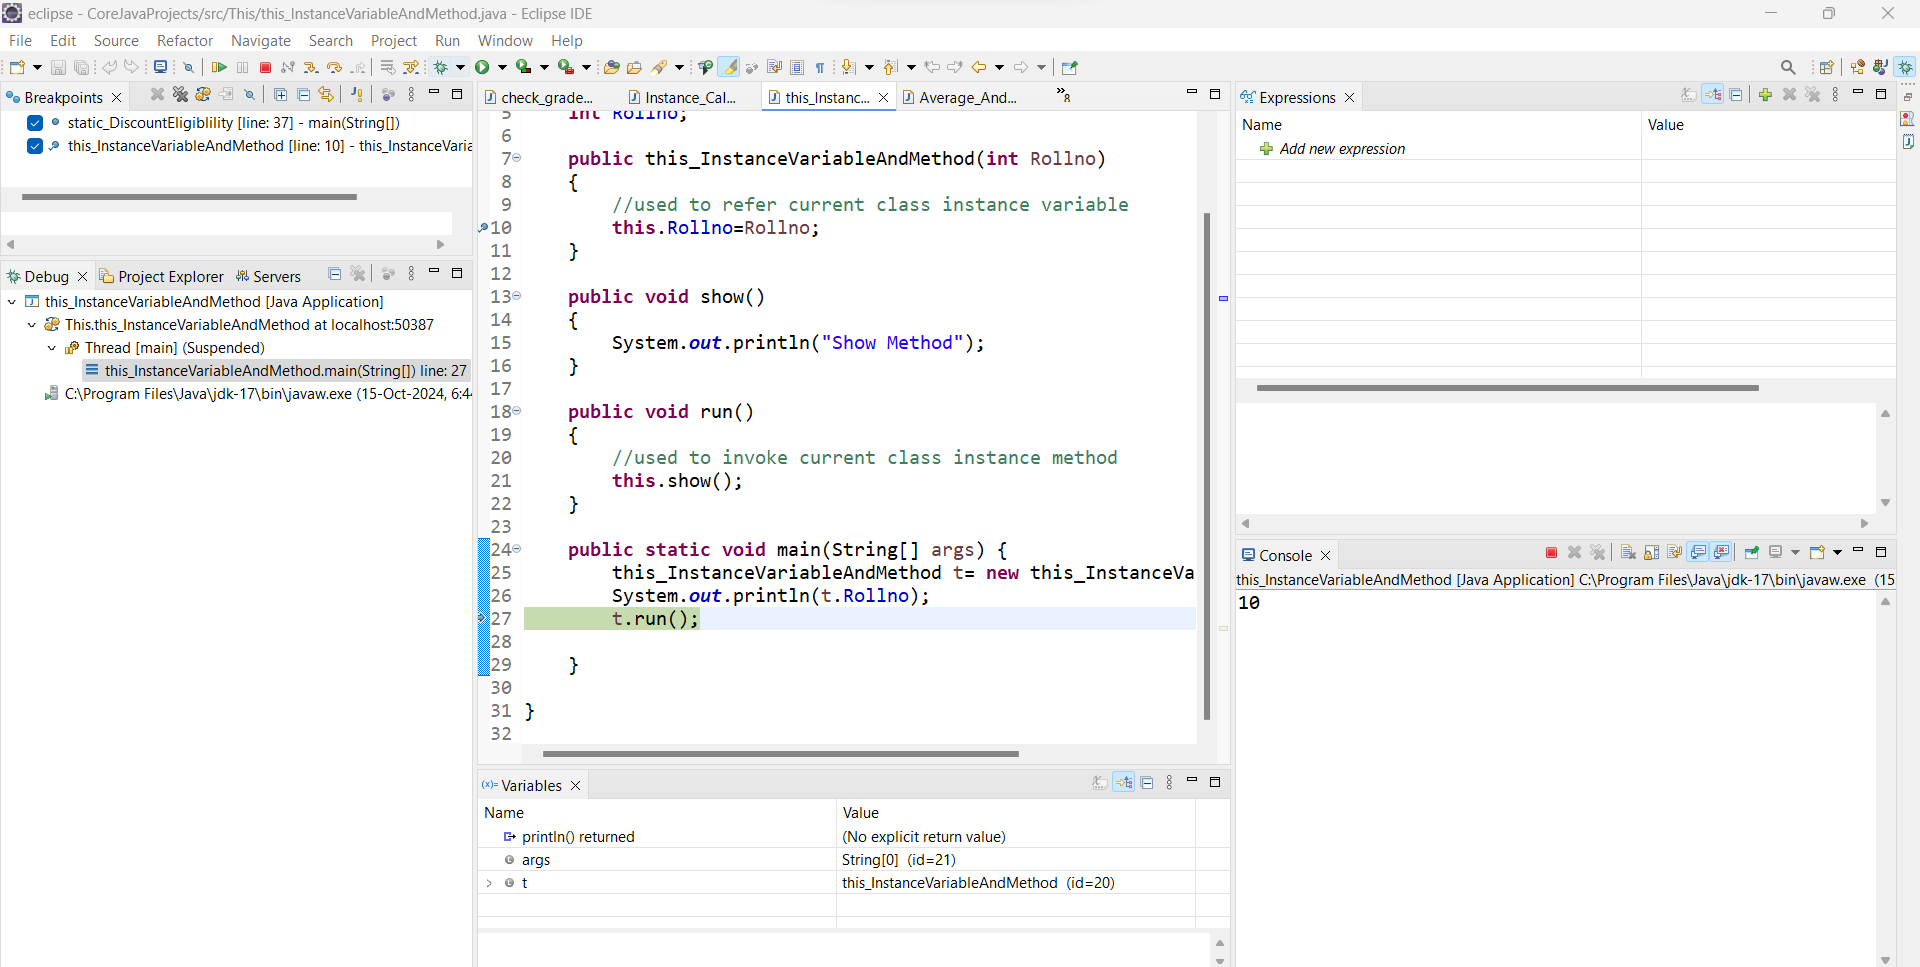 eclipse - CoreJavaProjects/src/This/this_InstanceVariableAndMethod.java - Eclipse IDE
File Edit Source Refactor Navigate Search Project Run Window Help
Breakpoints
static_DiscountEligiblility [line: 37] - main(String[])
this_InstanceVariableAndMethod [line: 10] - this_InstanceVaria
Debug Project Explorer Servers
this_InstanceVariableAndMethod [Java Application]
This.this_InstanceVariableAndMethod at localhost:50387
Thread [main] (Suspended)
this_InstanceVariableAndMethod.main(String[]) line: 27
C:\Program Files\Java\jdk-17\bin\javaw.exe (15-Oct-2024, 6:4
check_grade... Instance_Cal... this_Instanc... Average_And... »8
5 int Rollno;
6
7 public this_InstanceVariableAndMethod(int Rollno)
8 {
9 //used to refer current class instance variable
10 this.Rollno=Rollno;
11 }
12
13 public void show()
14 {
15 System.out.println("Show Method");
16 }
17
18 public void run()
19 {
20 //used to invoke current class instance method
21 this.show();
22 }
23
24 public static void main(String[] args) {
25 this_InstanceVariableAndMethod t= new this_InstanceVa
26 System.out.println(t.Rollno);
27 t.run();
28
29 }
30
31 }
32
(x)= Variables
Name Value
println() returned (No explicit return value)
args String[0] (id=21)
t this_InstanceVariableAndMethod (id=20)
Expressions
Name Value
Add new expression
Console
this_InstanceVariableAndMethod [Java Application] C:\Program Files\Java\jdk-17\bin\javaw.exe (15
10